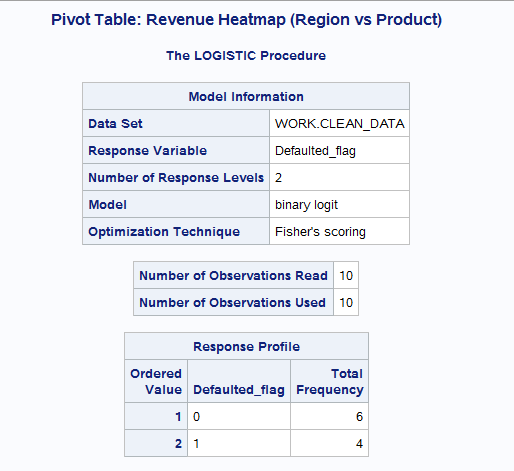 Pivot Table: Revenue Heatmap (Region vs Product)
The LOGISTIC Procedure
Model Information
Data Set WORK.CLEAN_DATA
Response Variable Defaulted_flag
Number of Response Levels 2
Model binary logit
Optimization Technique Fisher's scoring
Number of Observations Read 10
Number of Observations Used 10
Response Profile
Ordered Total
Value Defaulted_flag Frequency
1 0 6
2 1 4